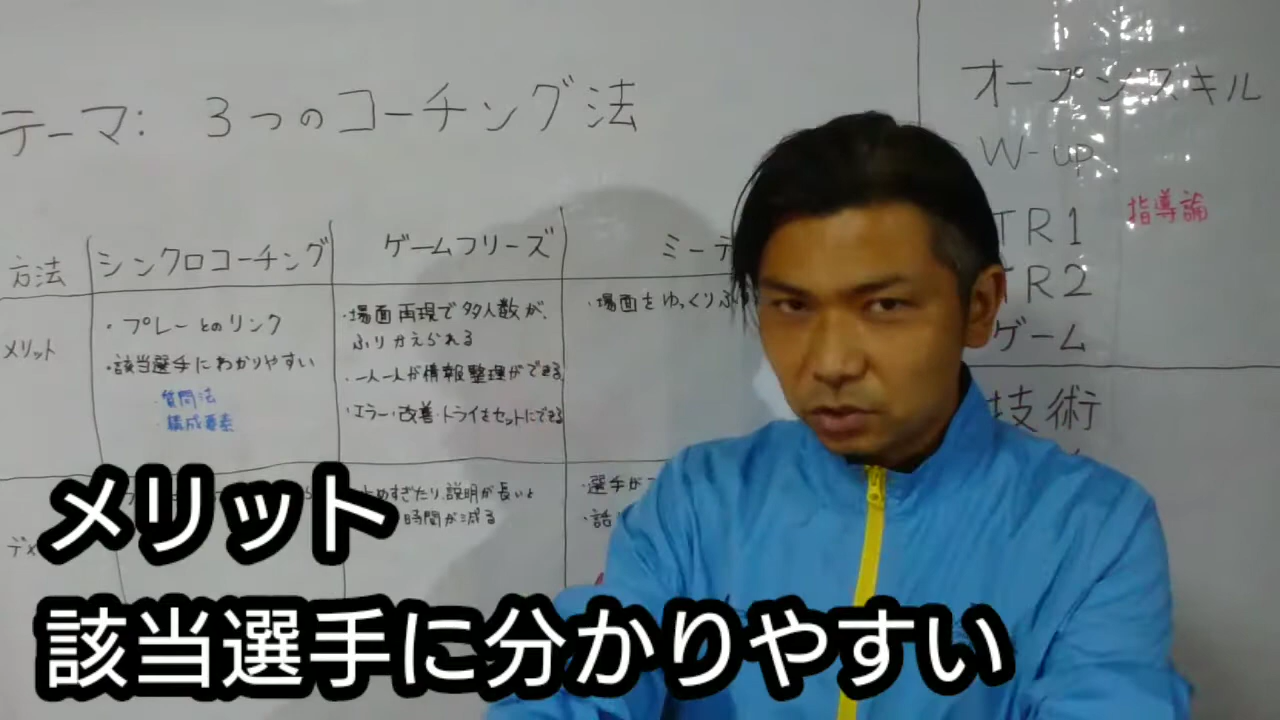 テーマ: 3つのコーチング法
方法
シンクロコーチング
ゲームフリーズ
ミーテ
メリット
・プレーとのリンク
・該当選手にわかりやすい
・質問法
・構成要素
・場面再現で多人数が、
ふりかえられる
・一人一人が情報整理ができる
・エラー・改善・トライをセットにできる
・場面をゆっくりふ
デメ
止めすぎたり、説明が長いと
時間が減る
・選手が
・話
オープンスキル
W-up
TR1
TR2
ゲーム
指導論
技術
メリット
該当選手に分かりやすい